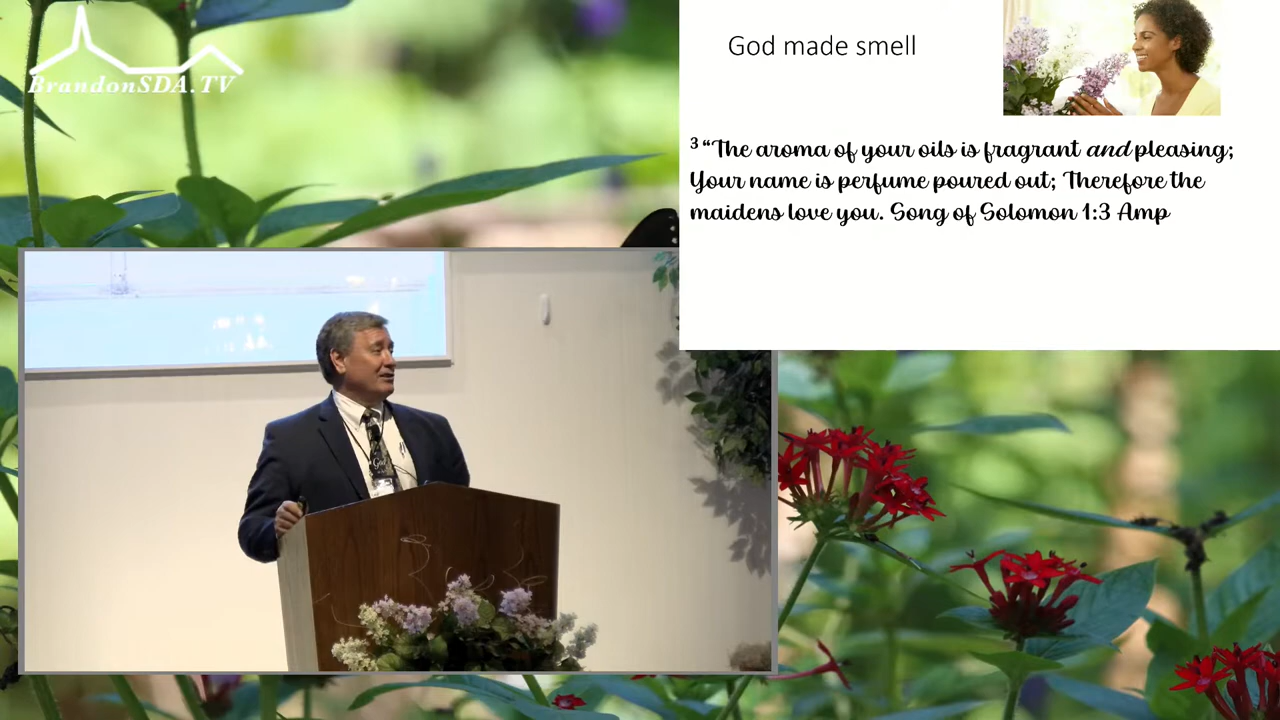 BrandonSDA.TV
God made smell
3 “The aroma of your oils is fragrant and pleasing;
Your name is perfume poured out; Therefore the
maidens love you. Song of Solomon 1:3 Amp